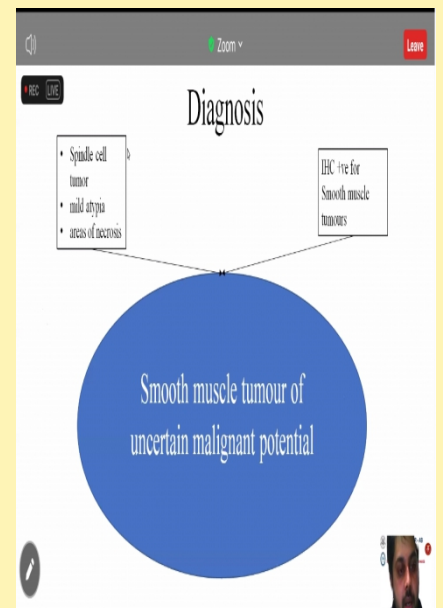 Zoom
Leave
REC LIVE
Diagnosis
• Spindle cell
tumor
• mild atypia
• areas of necrosis
IHC +ve for
Smooth muscle
tumours
Smooth muscle tumour of
uncertain malignant potential